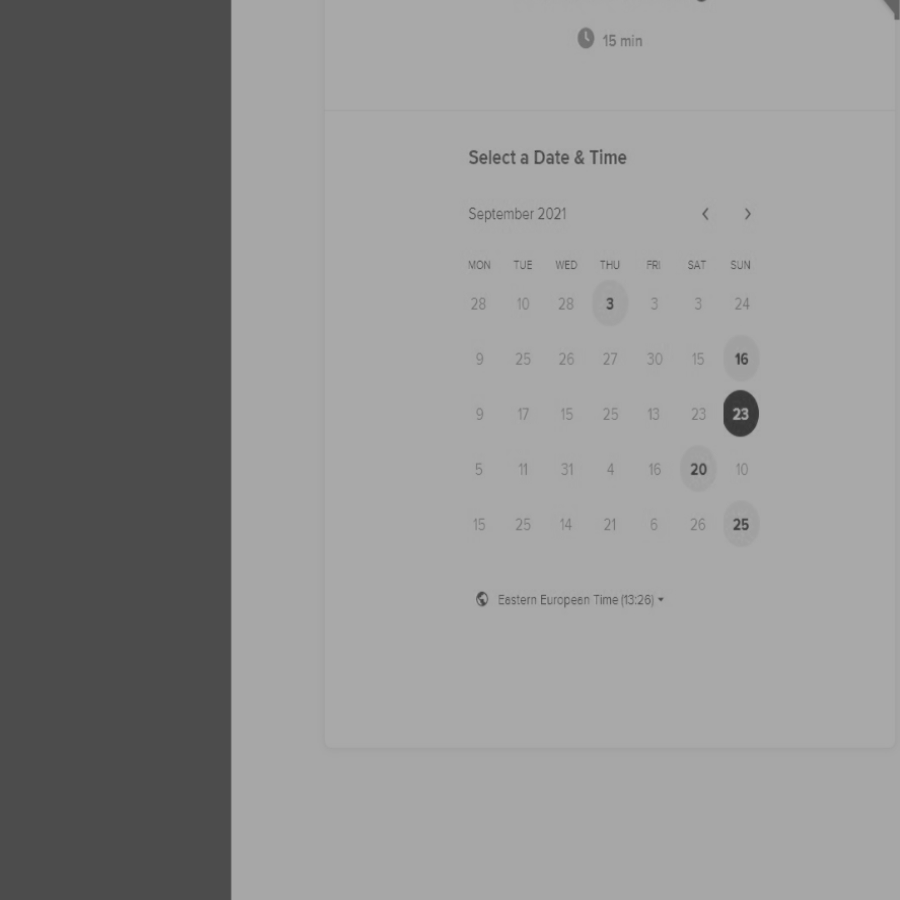 15 min
Select a Date & Time
September 2021
MON TUE WED THU FRI SAT SUN
28 10 28 3 3 3 24
9 25 26 27 30 15 16
9 17 15 25 13 23 23
5 11 31 4 16 20 10
15 25 14 21 6 26 25
Eastern European Time (13:26)